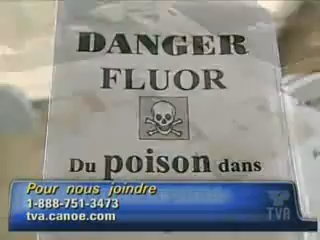 DANGER
FLUOR
Du poison dans
Pour nous joindre
1-888-751-3473
tva.canoe.com
TVA